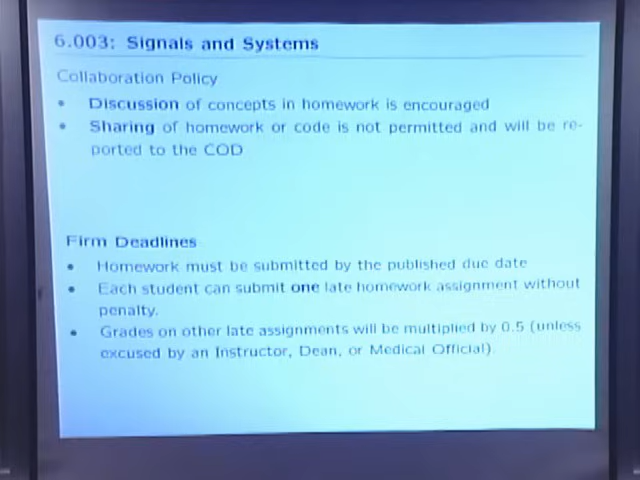 6.003: Signals and Systems
Collaboration Policy
• Discussion of concepts in homework is encouraged
• Sharing of homework or code is not permitted and will be re-
ported to the COD
Firm Deadlines
• Homework must be submitted by the published due date
• Each student can submit one late homework assignment without
penalty.
• Grades on other late assignments will be multiplied by 0.5 (unless
excused by an Instructor, Dean, or Medical Official).